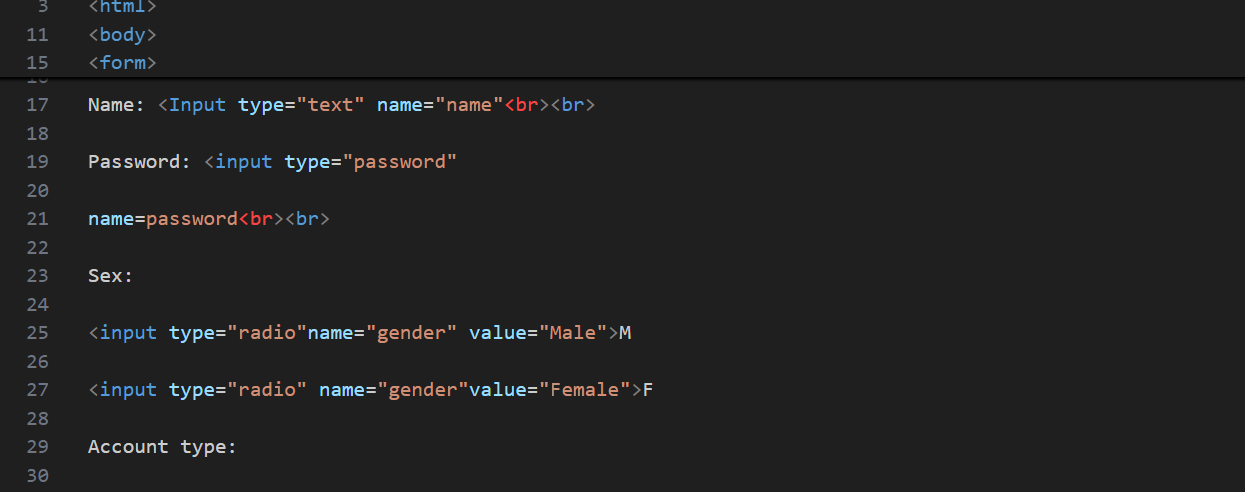 3 <html>
11 <body>
15 <form>
17 Name: <Input type="text" name="name"<br><br>
18
19 Password: <input type="password"
20
21 name=password<br><br>
22
23 Sex:
24
25 <input type="radio"name="gender" value="Male">M
26
27 <input type="radio" name="gender"value="Female">F
28
29 Account type:
30